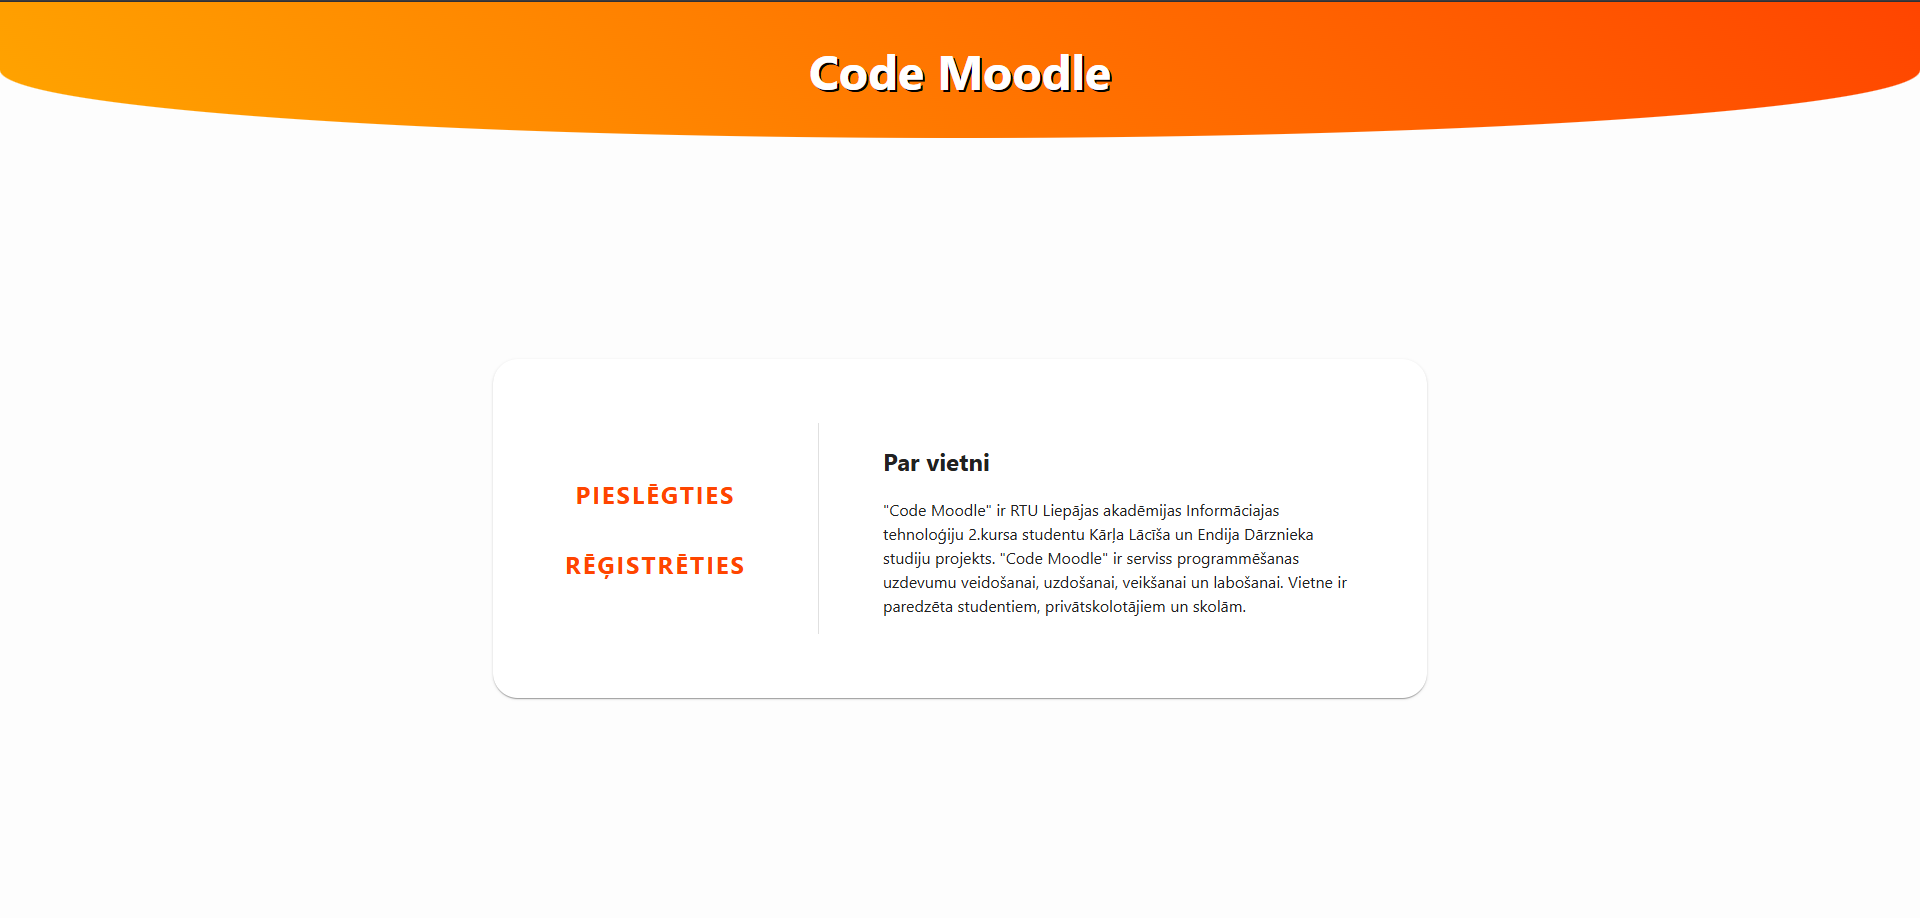 Code Moodle
PIESLĒGTIES
RĒĢISTRĒTIES
Par vietni
"Code Moodle" ir RTU Liepājas akadēmijas Informāciajas
tehnoloģiju 2.kursa studentu Kārļa Lācīša un Endija Dārznieka
studiju projekts. "Code Moodle" ir serviss programmēšanas
uzdevumu veidošanai, uzdošanai, veikšanai un labošanai. Vietne ir
paredzēta studentiem, privātskolotājiem un skolām.